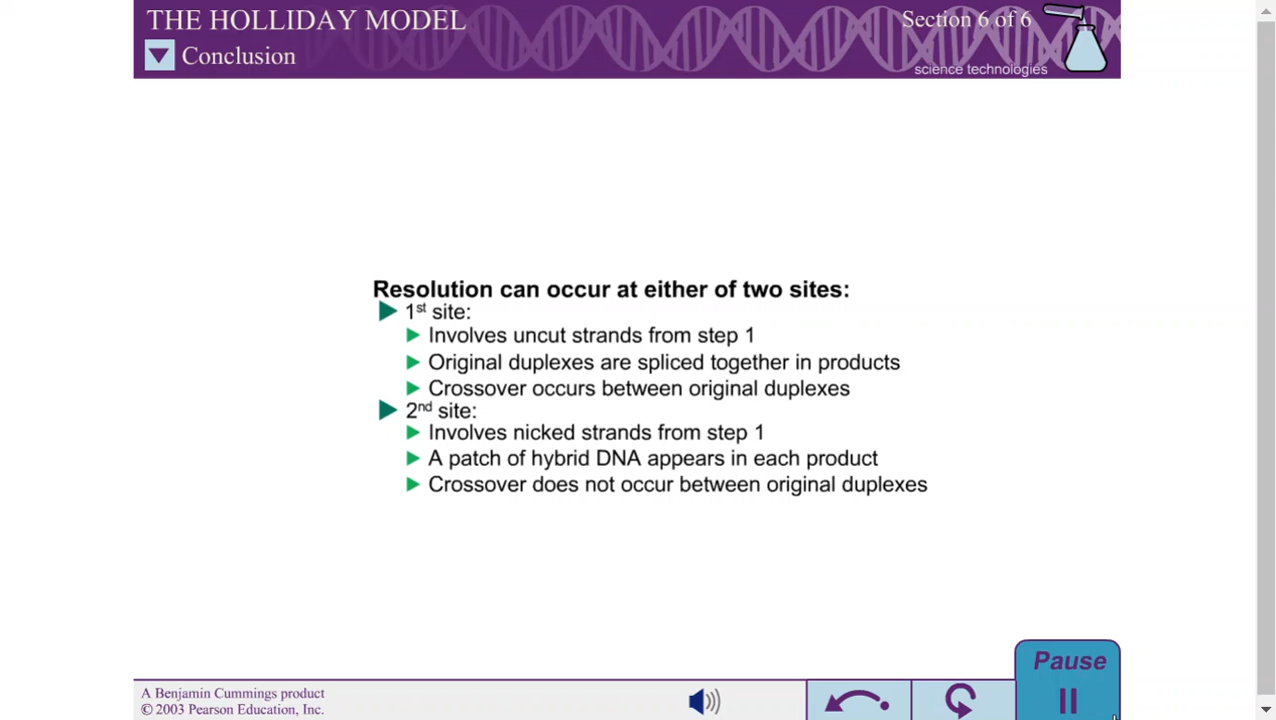 THE HOLLIDAY MODEL
Section 6 of 6
Conclusion
science technologies
Resolution can occur at either of two sites:
1st site:
Involves uncut strands from step 1
Original duplexes are spliced together in products
Crossover occurs between original duplexes
2nd site:
Involves nicked strands from step 1
A patch of hybrid DNA appears in each product
Crossover does not occur between original duplexes
Pause
A Benjamin Cummings product
© 2003 Pearson Education, Inc.